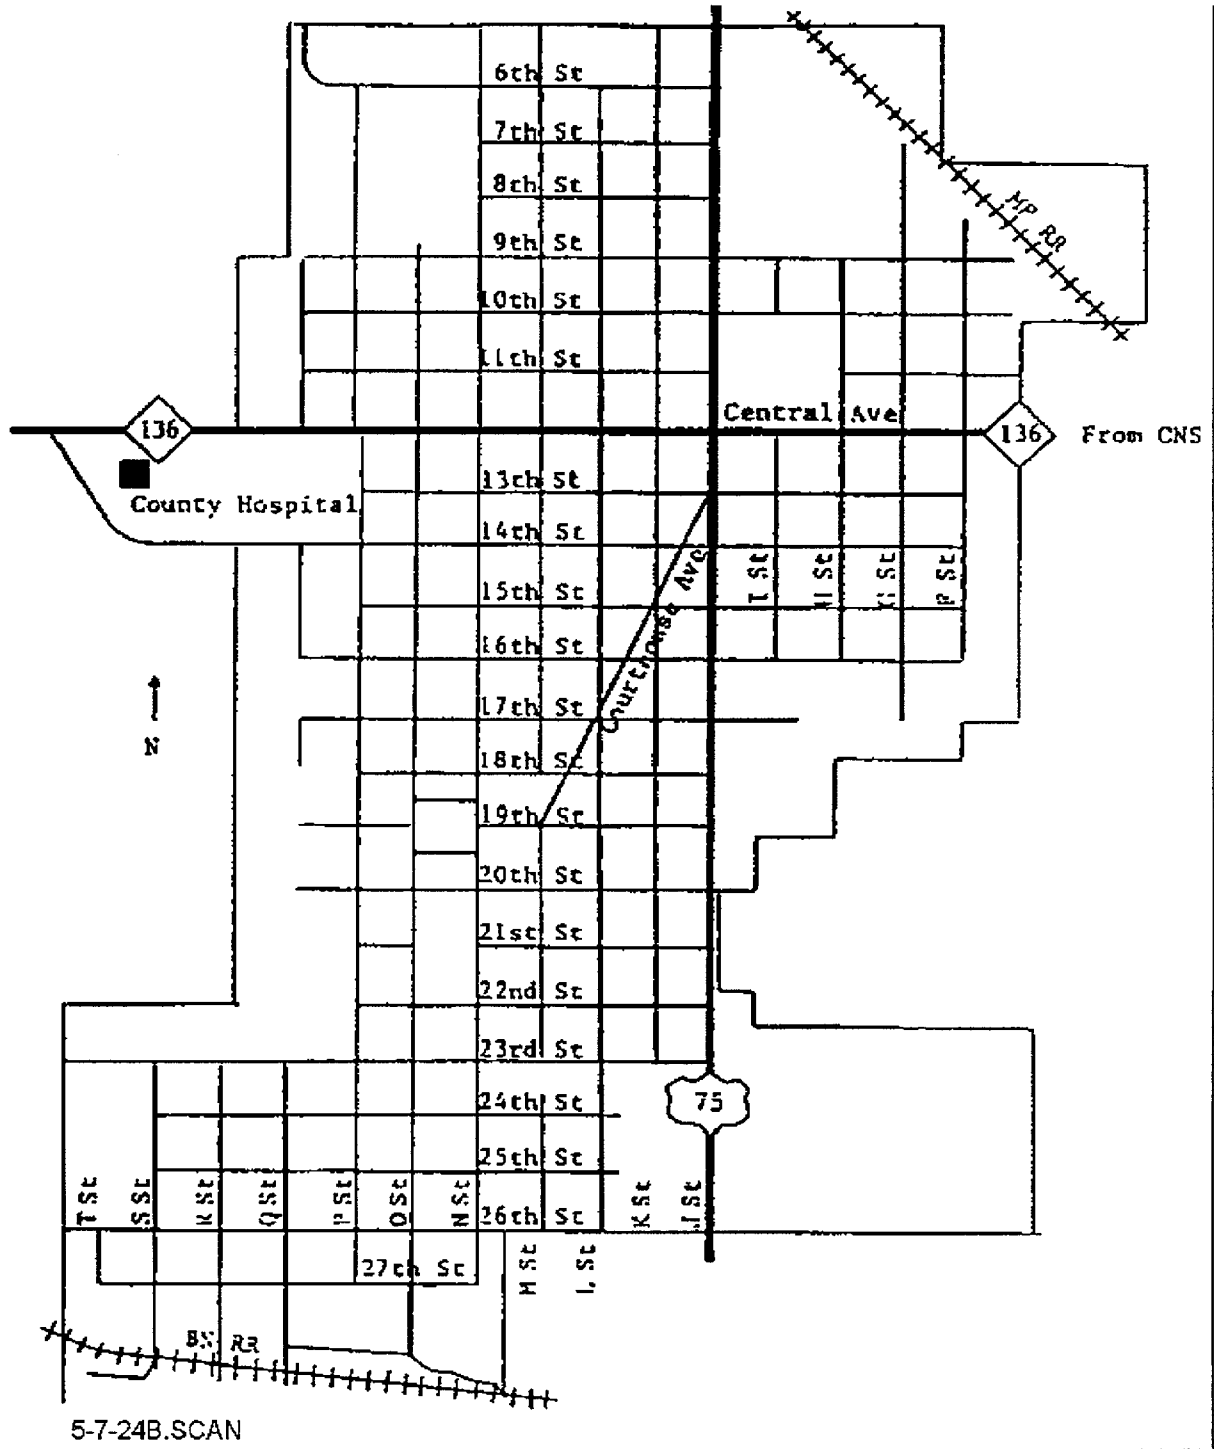 6th St
7th St
8th St
9th St
MP RR
10th St
11th St
Central Ave
136
136
From CNS
County Hospital
13th St
14th St
Courthouse Ave
I St
H St
G St
F St
15th St
16th St
17th St
N
18th St
19th St
20th St
21st St
22nd St
23rd St
75
24th St
25th St
T St
S St
R St
Q St
P St
O St
N St
26th St
K St
J St
27th St
M St
L St
BN RR
5-7-24B.SCAN